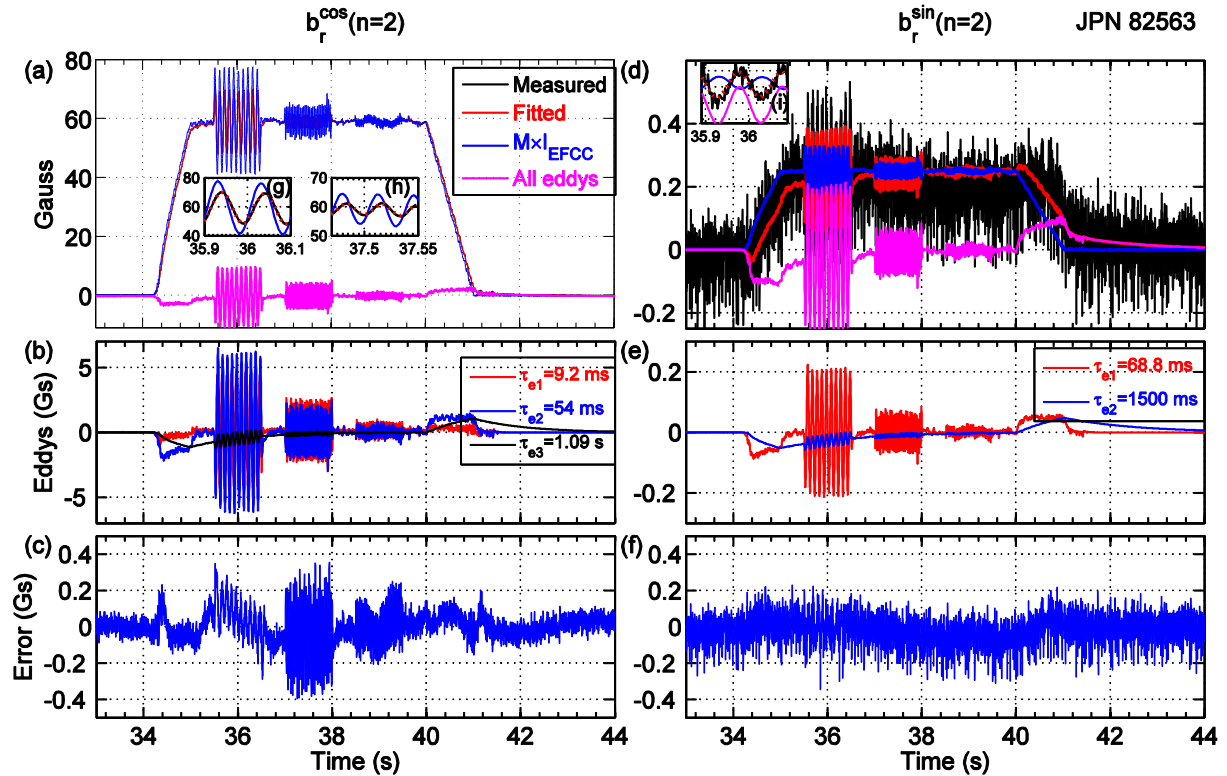 b_r^cos(n=2)
b_r^sin(n=2)
JPN 82563
(a)
80
60
40
20
0
Gauss
Measured
Fitted
M×I_EFCC
All eddys
(g)
80
60
40
35.9 36 36.1
(h)
70
60
50
37.5 37.55
(d)
0.4
0.2
0
-0.2
(i)
35.9 36
(b)
5
0
-5
Eddys (Gs)
τ_e1=9.2 ms
τ_e2=54 ms
τ_e3=1.09 s
(e)
0.2
0
-0.2
τ_e1=68.8 ms
τ_e2=1500 ms
(c)
0.4
0.2
0
-0.2
-0.4
Error (Gs)
34 36 38 40 42 44
Time (s)
(f)
0.4
0.2
0
-0.2
-0.4
34 36 38 40 42 44
Time (s)